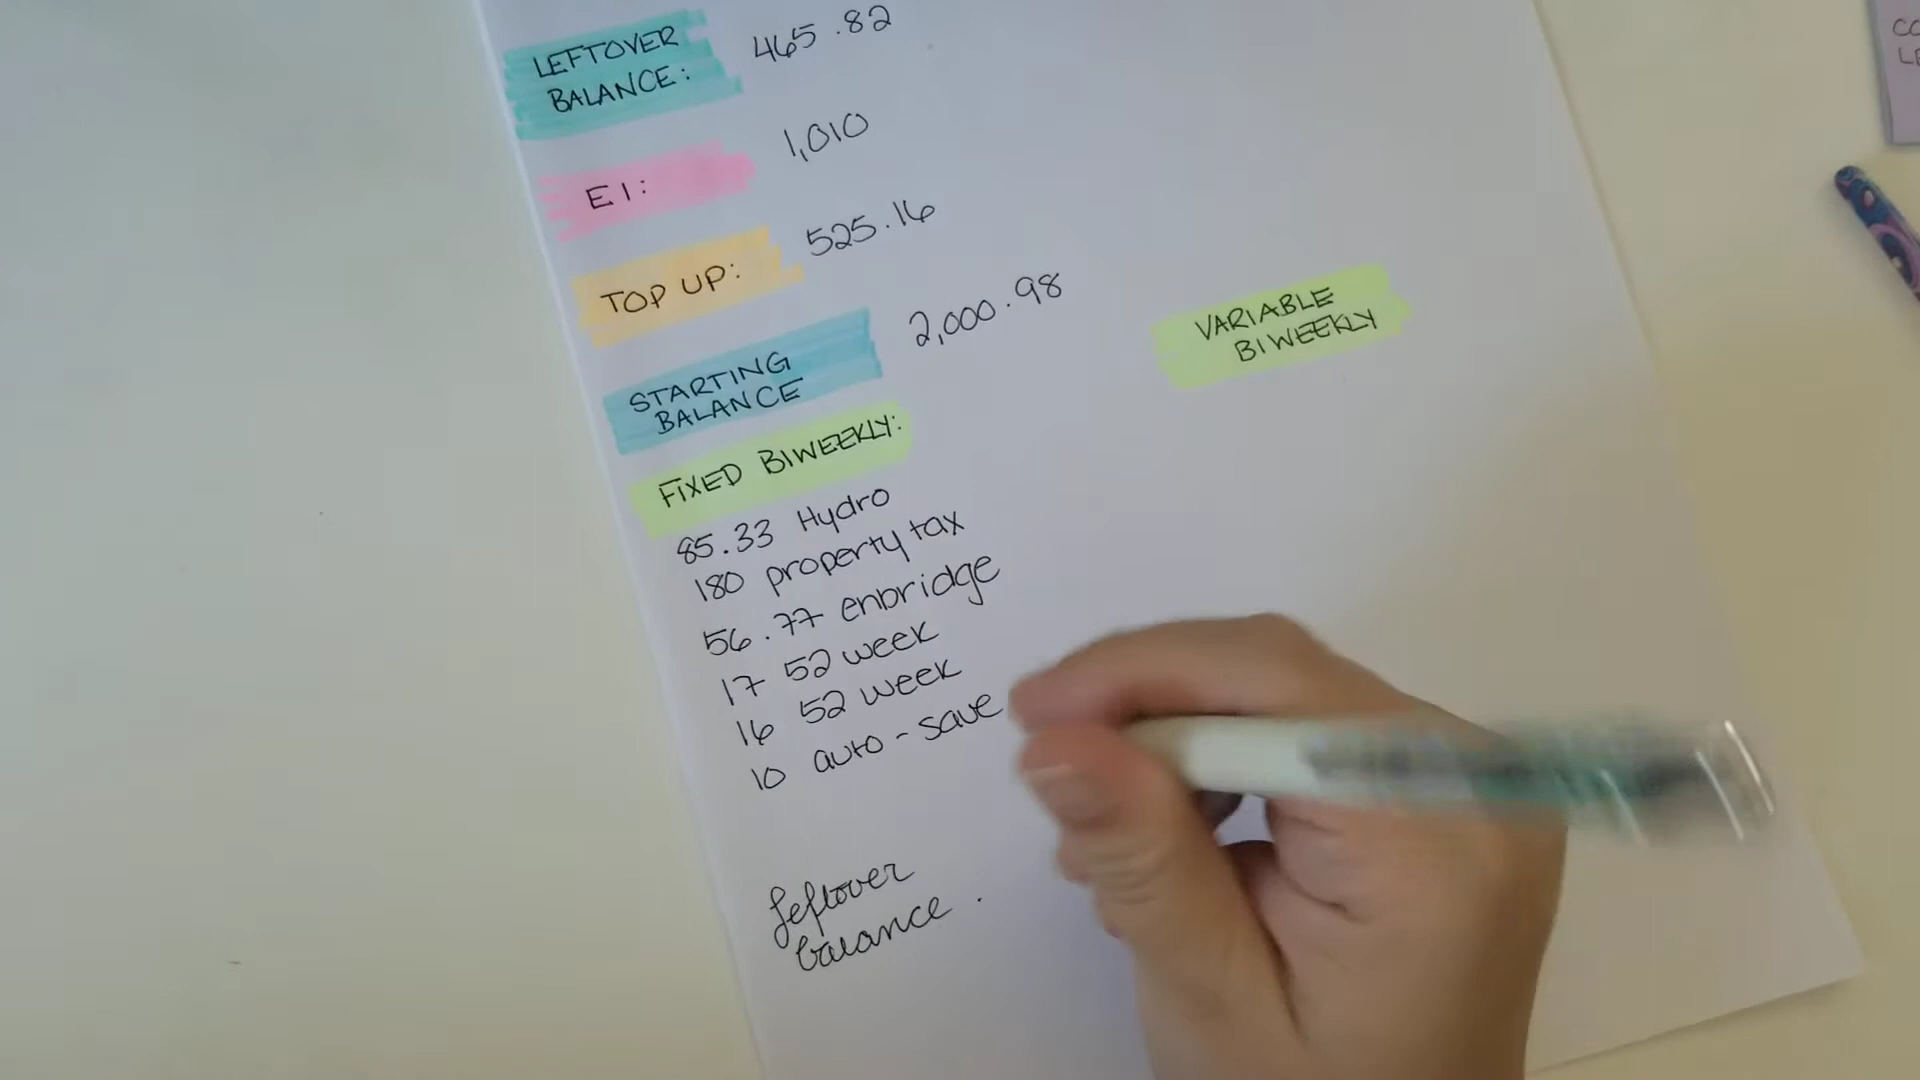 LEFTOVER
BALANCE:
465.82
EI:
1,010
TOP UP:
525.16
STARTING
BALANCE
2,000.98
FIXED BIWEEKLY:
85.33 Hydro
180 property tax
56.77 enbridge
17 52 week
16 52 week
10 auto-save
leftover
balance.
VARIABLE
BIWEEKLY